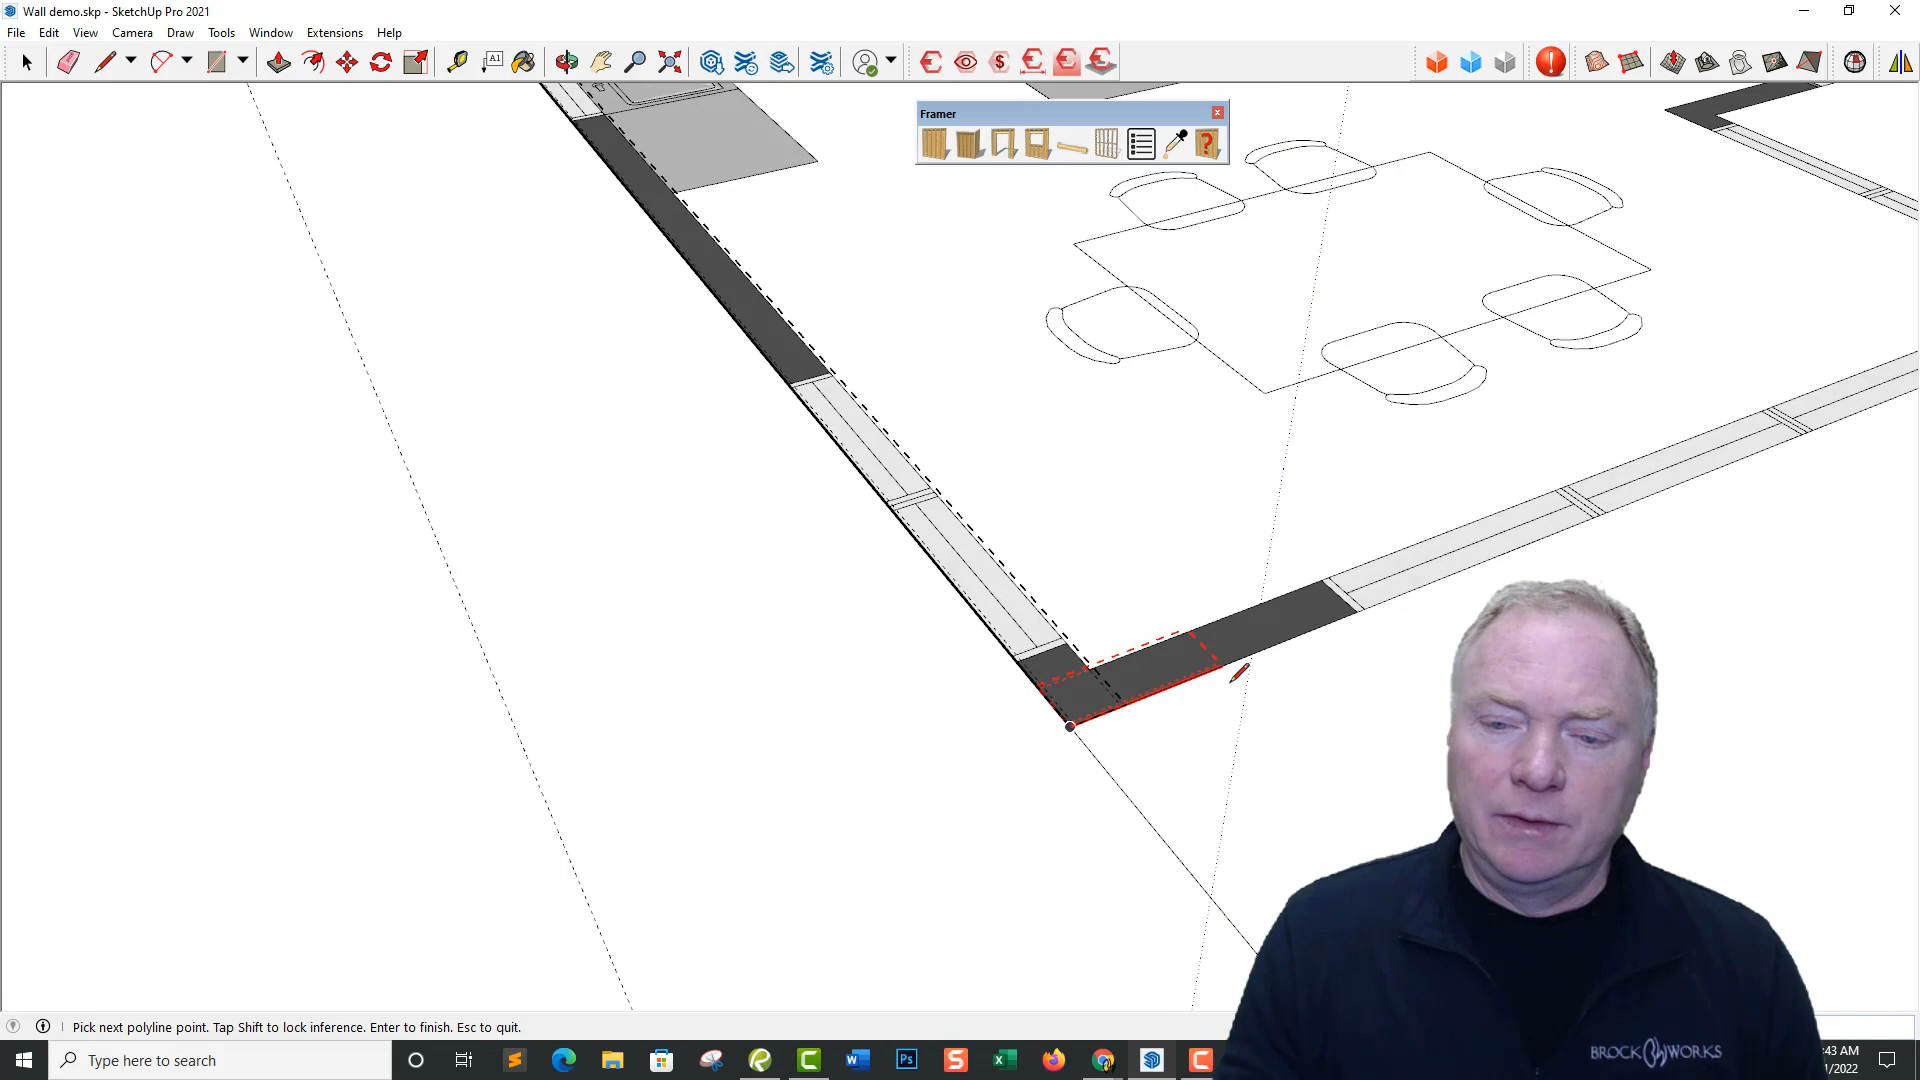 Wall demo.skp - SketchUp Pro 2021
File Edit View Camera Draw Tools Window Extensions Help
A1
Framer
Pick next polyline point. Tap Shift to lock inference. Enter to finish. Esc to quit.
BROCK WORKS
Type here to search
:43 AM
1/2022